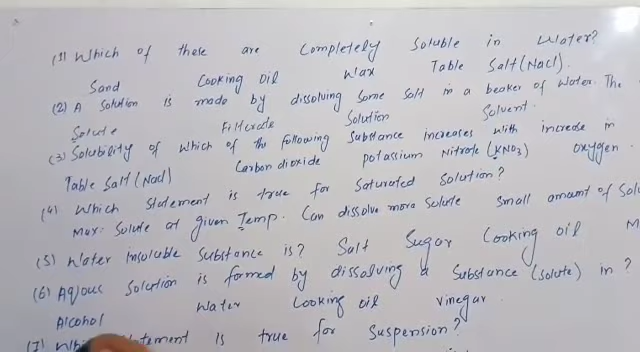 (1) Which of these are Completely Soluble in Water?
Sand Cooking Oil Wax Table Salt (Nacl).
(2) A Solution is made by dissolving Some Salt in a beaker of Water. The
Solute Filtrate Solution Solvent.
(3) Solubility of which of the following Substance increases with increase in
Table Salt (Nacl) Carbon dioxide potassium Nitrate (KNO3) oxygen.
(4) Which Statement is true for Saturated Solution?
Max: Solute at given Temp. Can dissolve more Solute Small amount of Solu
(5) Water insoluble Substance is? Salt Sugar Cooking oil M
(6) Aqous Solution is formed by dissolving a Substance (Solute) in?
Alcohol Water Cooking oil vinegar
(7) is true for Suspension?